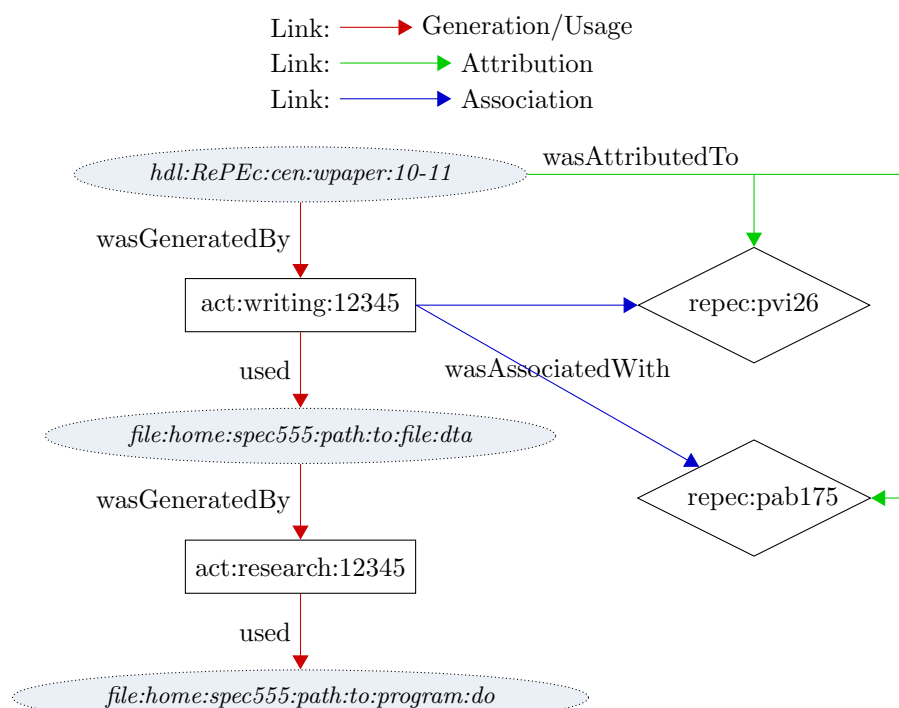 Link: Generation/Usage
Link: Attribution
Link: Association
hdl:RePEc:cen:wpaper:10-11
wasAttributedTo
wasGeneratedBy
act:writing:12345
repec:pvi26
used
wasAssociatedWith
file:home:spec555:path:to:file:dta
wasGeneratedBy
repec:pab175
act:research:12345
used
file:home:spec555:path:to:program:do